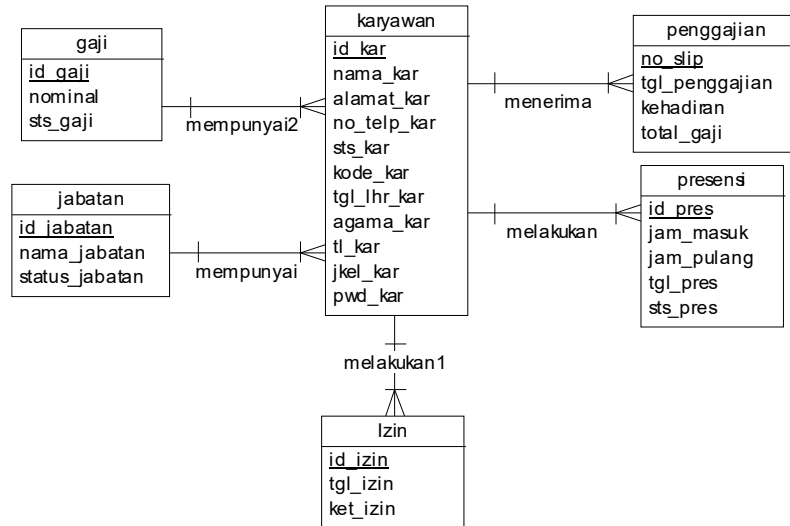 gaji
id_gaji
nominal
sts_gaji
mempunyai2
jabatan
id_jabatan
nama_jabatan
status_jabatan
mempunyai
karyawan
id_kar
nama_kar
alamat_kar
no_telp_kar
sts_kar
kode_kar
tgl_lhr_kar
agama_kar
tl_kar
jkel_kar
pwd_kar
menerima
penggajian
no_slip
tgl_penggajian
kehadiran
total_gaji
melakukan
presensi
id_pres
jam_masuk
jam_pulang
tgl_pres
sts_pres
melakukan1
Izin
id_izin
tgl_izin
ket_izin